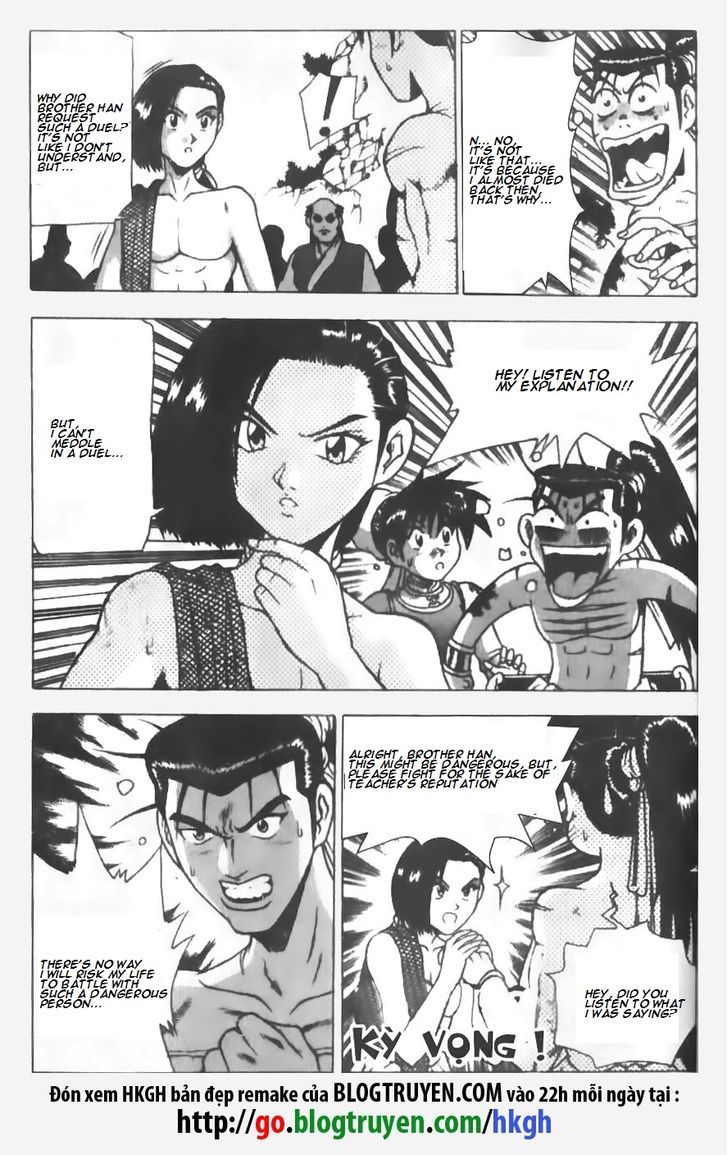 WHY DID
BROTHER HAN
REQUEST
SUCH A DUEL?
IT'S NOT
LIKE I DON'T
UNDERSTAND,
BUT...
!
N... NO,
IT'S NOT
LIKE THAT...
IT'S BECAUSE
I ALMOST DIED
BACK THEN,
THAT'S WHY...
BUT,
I CAN'T
MEDDLE
IN A DUEL...
HEY! LISTEN TO
MY EXPLANATION!!
THERE'S NO WAY
I WILL RISK MY LIFE
TO BATTLE WITH
SUCH A DANGEROUS
PERSON...
ALRIGHT, BROTHER HAN,
THIS MIGHT BE DANGEROUS, BUT,
PLEASE FIGHT FOR THE SAKE OF
TEACHER'S REPUTATION
HEY, DID YOU
LISTEN TO WHAT
I WAS SAYING?
KỲ VỌNG !
Đón xem HKGH bản đẹp remake của BLOGTRUYEN.COM vào 22h mỗi ngày tại :
http://go.blogtruyen.com/hkgh